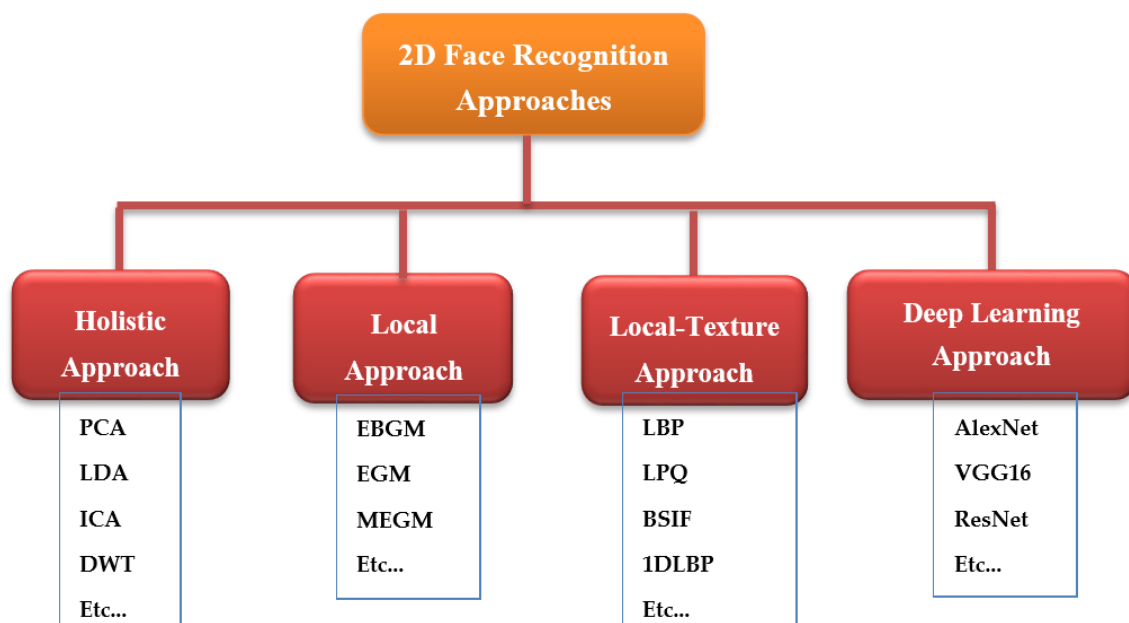 2D Face Recognition
Approaches
Holistic
Approach
PCA
LDA
ICA
DWT
Etc...
Local
Approach
EBGM
EGM
MEGM
Etc...
Local-Texture
Approach
LBP
LPQ
BSIF
1DLBP
Etc...
Deep Learning
Approach
AlexNet
VGG16
ResNet
Etc...